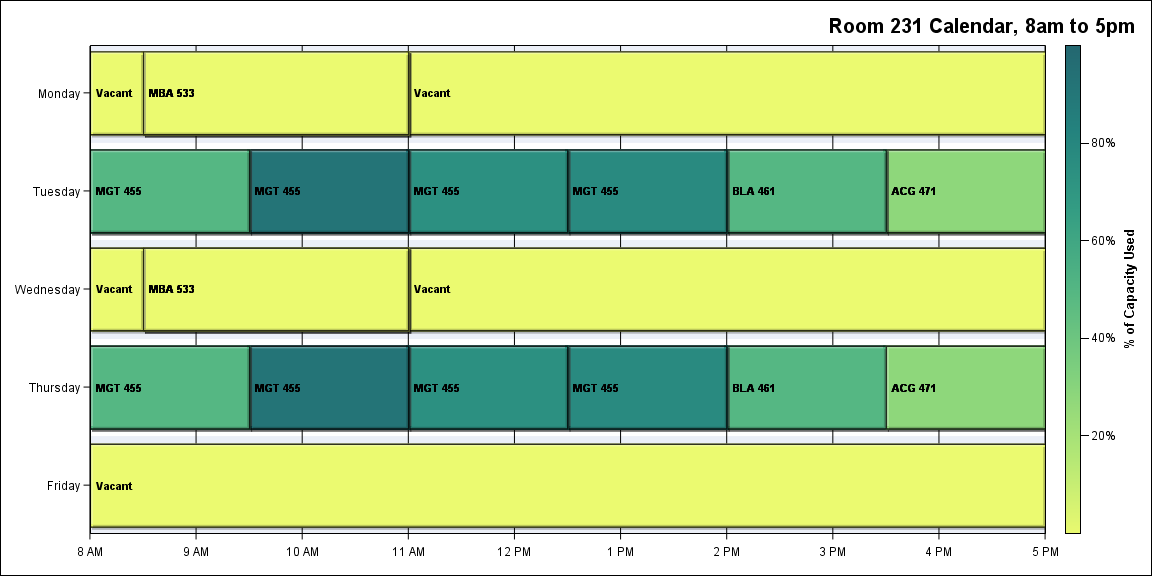 Room 231 Calendar, 8am to 5pm
Monday
Vacant
MBA 533
Vacant
Tuesday
MGT 455
MGT 455
MGT 455
MGT 455
BLA 461
ACG 471
Wednesday
Vacant
MBA 533
Vacant
Thursday
MGT 455
MGT 455
MGT 455
MGT 455
BLA 461
ACG 471
Friday
Vacant
8 AM
9 AM
10 AM
11 AM
12 PM
1 PM
2 PM
3 PM
4 PM
5 PM
80%
60%
40%
20%
% of Capacity Used